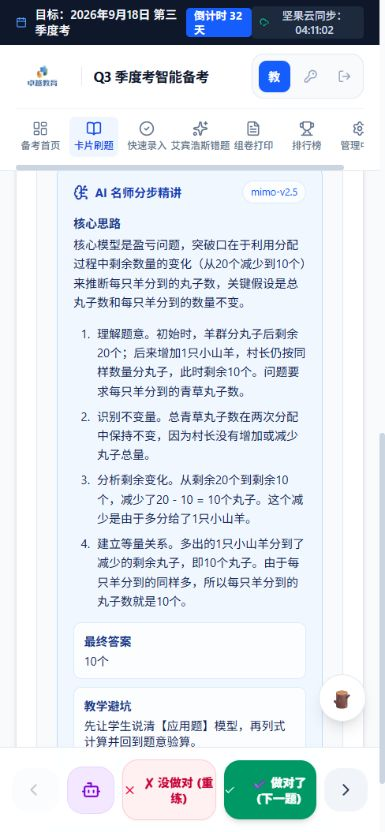 目标：2026年9月18日 第三季度考
倒计时 32 天
坚果云同步：04:11:02
卓越教育
Q3 季度考智能备考
教
备考首页
卡片刷题
快速录入
艾宾浩斯错题
组卷打印
排行榜
管理中
AI 名师分步精讲
mimo-v2.5
核心思路
核心模型是盈亏问题，突破口在于利用分配
过程中剩余数量的变化（从20个减少到10个）
来推断每只羊分到的丸子数，关键假设是总
丸子数和每只羊分到的数量不变。
1. 理解题意。初始时，羊群分丸子后剩余
20个；后来增加1只小山羊，村长仍按同
样数量分丸子，此时剩余10个。问题要
求每只羊分到的青草丸子数。
2. 识别不变量。总青草丸子数在两次分配
中保持不变，因为村长没有增加或减少
丸子总量。
3. 分析剩余变化。从剩余20个到剩余10
个，减少了20 - 10 = 10个丸子。这个减
少是由于多分给了1只小山羊。
4. 建立等量关系。多出的1只小山羊分到了
减少的剩余丸子，即10个丸子。由于每
只羊分到的同样多，所以每只羊分到的
丸子数就是10个。
最终答案
10个
教学避坑
先让学生说清【应用题】模型，再列式
计算并回到题意验算。
✗ 没做对 (重练)
✓ 做对了 (下一题)